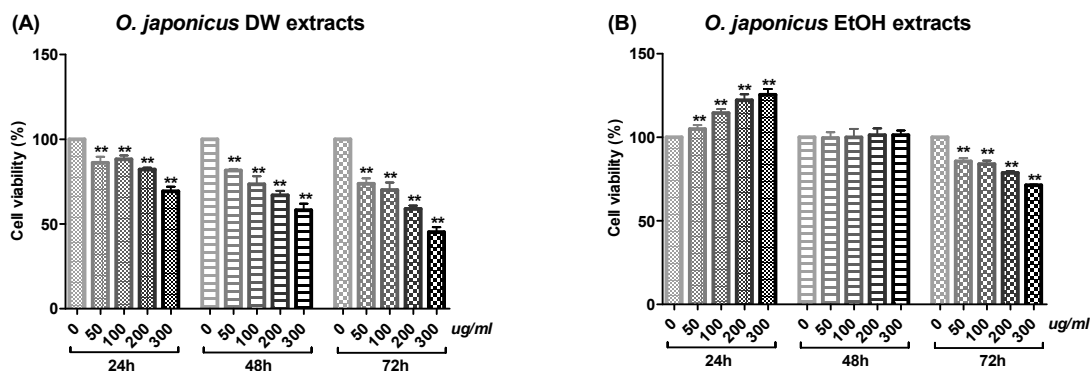 (A) O. japonicus DW extracts
150
100
50
0
Cell viability (%)
** ** ** ** ** ** ** ** ** ** ** **
0 50 100 200 300 0 50 100 200 300 0 50 100 200 300 ug/ml
24h 48h 72h
(B) O. japonicus EtOH extracts
150
100
50
0
Cell viability (%)
** ** ** ** ** ** ** **
0 50 100 200 300 0 50 100 200 300 0 50 100 200 300 ug/ml
24h 48h 72h